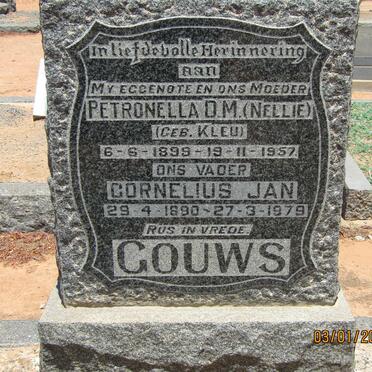 In liefdevolle Herinnering
aan
MY EGGENOTE EN ONS MOEDER
PETRONELLA D.M. (NELLIE)
(GEB. KLEU)
6-6-1899-19-11-1957
ONS VADER
CORNELIUS JAN
29-4-1890-27-3-1979
RUS IN VREDE.
GOUWS
03/01/20